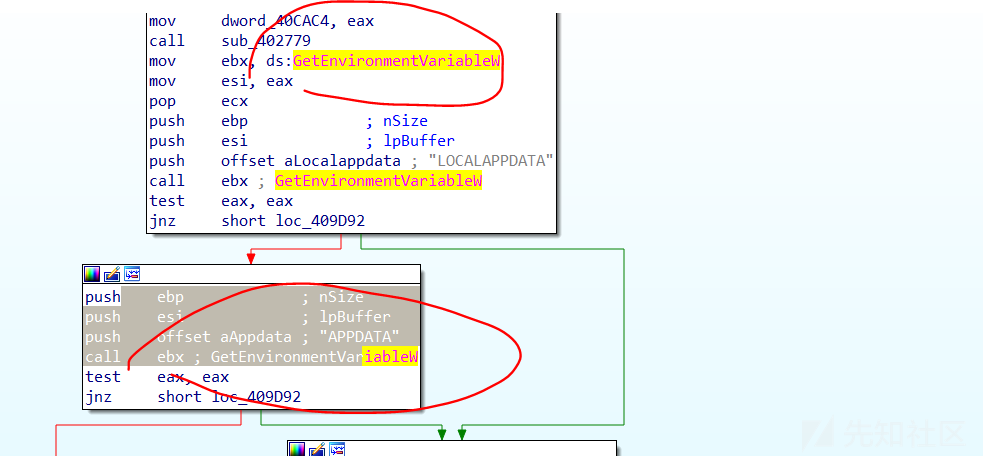 mov dword_40CAC4, eax
call sub_402779
mov ebx, ds:GetEnvironmentVariableW
mov esi, eax
pop ecx
push ebp ; nSize
push esi ; lpBuffer
push offset aLocalappdata ; "LOCALAPPDATA"
call ebx ; GetEnvironmentVariableW
test eax, eax
jnz short loc_409D92
push ebp ; nSize
push esi ; lpBuffer
push offset aAppdata ; "APPDATA"
call ebx ; GetEnvironmentVariableW
test eax, eax
jnz short loc_409D92
先知社区